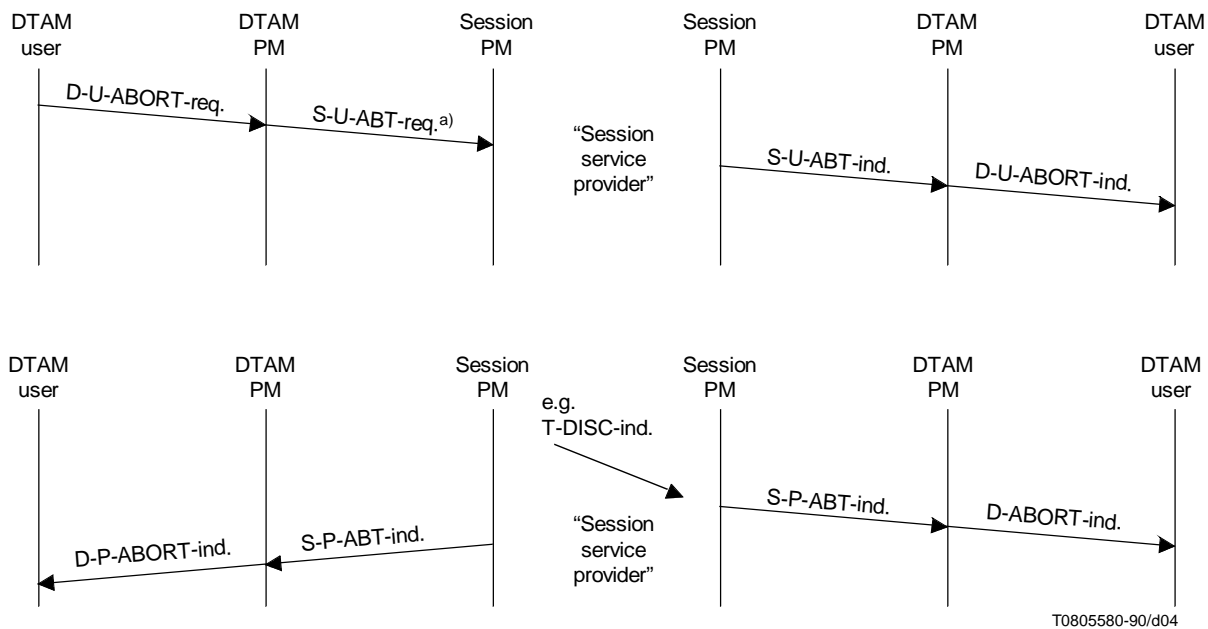 DTAM
user
DTAM
PM
Session
PM
Session
PM
DTAM
PM
DTAM
user
D-U-ABORT-req.
S-U-ABT-req.a)
“Session
service
provider”
S-U-ABT-ind.
D-U-ABORT-ind.
DTAM
user
DTAM
PM
Session
PM
Session
PM
DTAM
PM
DTAM
user
e.g.
T-DISC-ind.
D-P-ABORT-ind.
S-P-ABT-ind.
“Session
service
provider”
S-P-ABT-ind.
D-ABORT-ind.
T0805580-90/d04